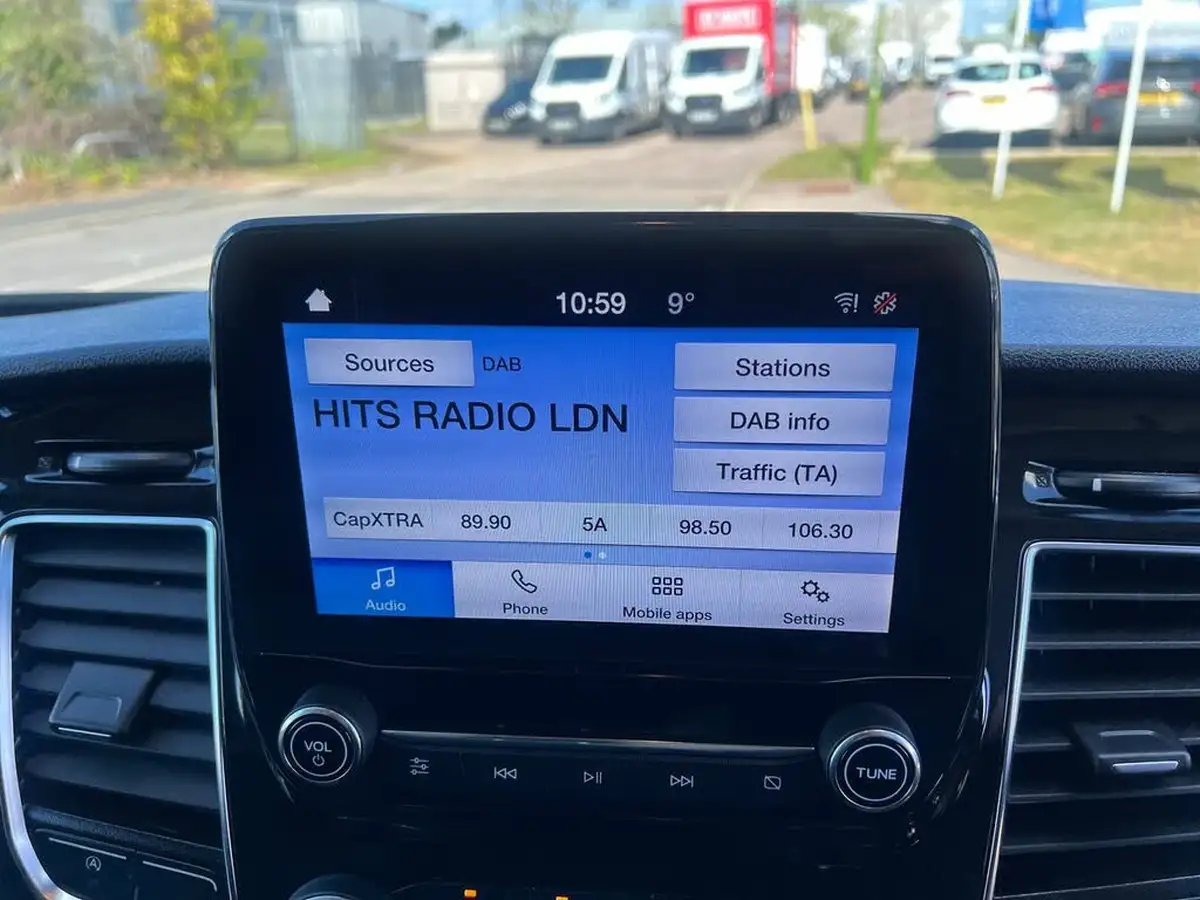 10:59 9°
Sources DAB Stations
HITS RADIO LDN DAB info
Traffic (TA)
CapXTRA 89.90 5A 98.50 106.30
Audio Phone Mobile apps Settings
VOL TUNE
A